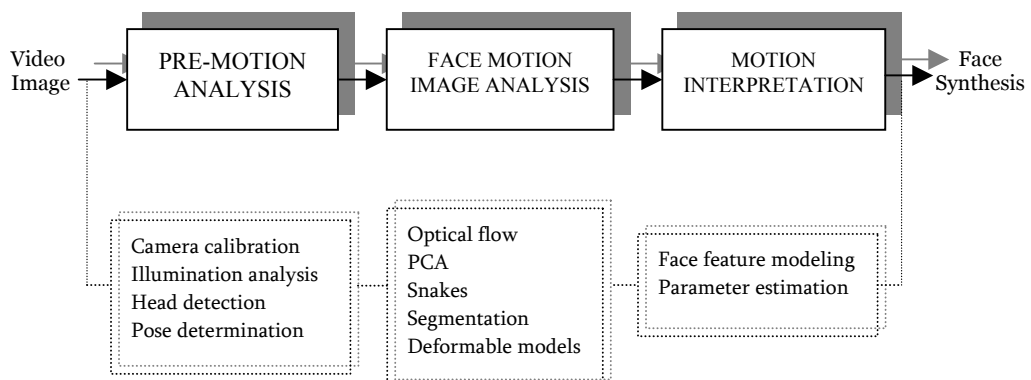 Video
Image
PRE-MOTION
ANALYSIS
FACE MOTION
IMAGE ANALYSIS
MOTION
INTERPRETATION
Face
Synthesis
Camera calibration
Illumination analysis
Head detection
Pose determination
Optical flow
PCA
Snakes
Segmentation
Deformable models
Face feature modeling
Parameter estimation